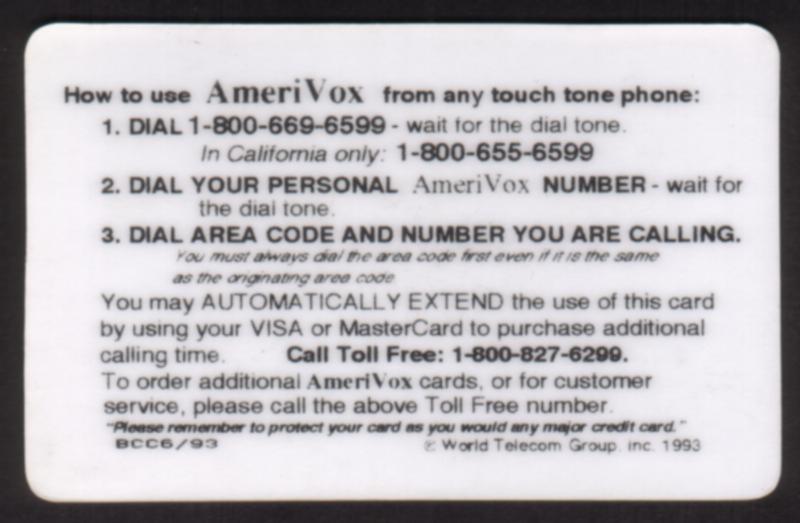 How to use AmeriVox from any touch tone phone:
1. DIAL 1-800-669-6599 - wait for the dial tone.
In California only: 1-800-655-6599
2. DIAL YOUR PERSONAL AmeriVox NUMBER - wait for
the dial tone.
3. DIAL AREA CODE AND NUMBER YOU ARE CALLING.
You must always dial the area code first even if it is the same
as the originating area code
You may AUTOMATICALLY EXTEND the use of this card
by using your VISA or MasterCard to purchase additional
calling time. Call Toll Free: 1-800-827-6299.
To order additional AmeriVox cards, or for customer
service, please call the above Toll Free number.
"Please remember to protect your card as you would any major credit card."
BCC6/93 © World Telecom Group, inc. 1993